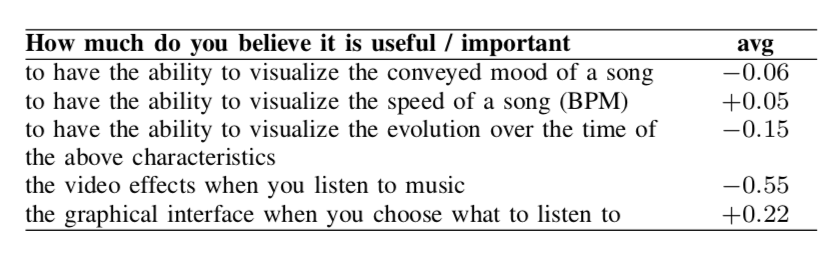 How much do you believe it is useful / important avg
to have the ability to visualize the conveyed mood of a song −0.06
to have the ability to visualize the speed of a song (BPM) +0.05
to have the ability to visualize the evolution over the time of −0.15
the above characteristics
the video effects when you listen to music −0.55
the graphical interface when you choose what to listen to +0.22